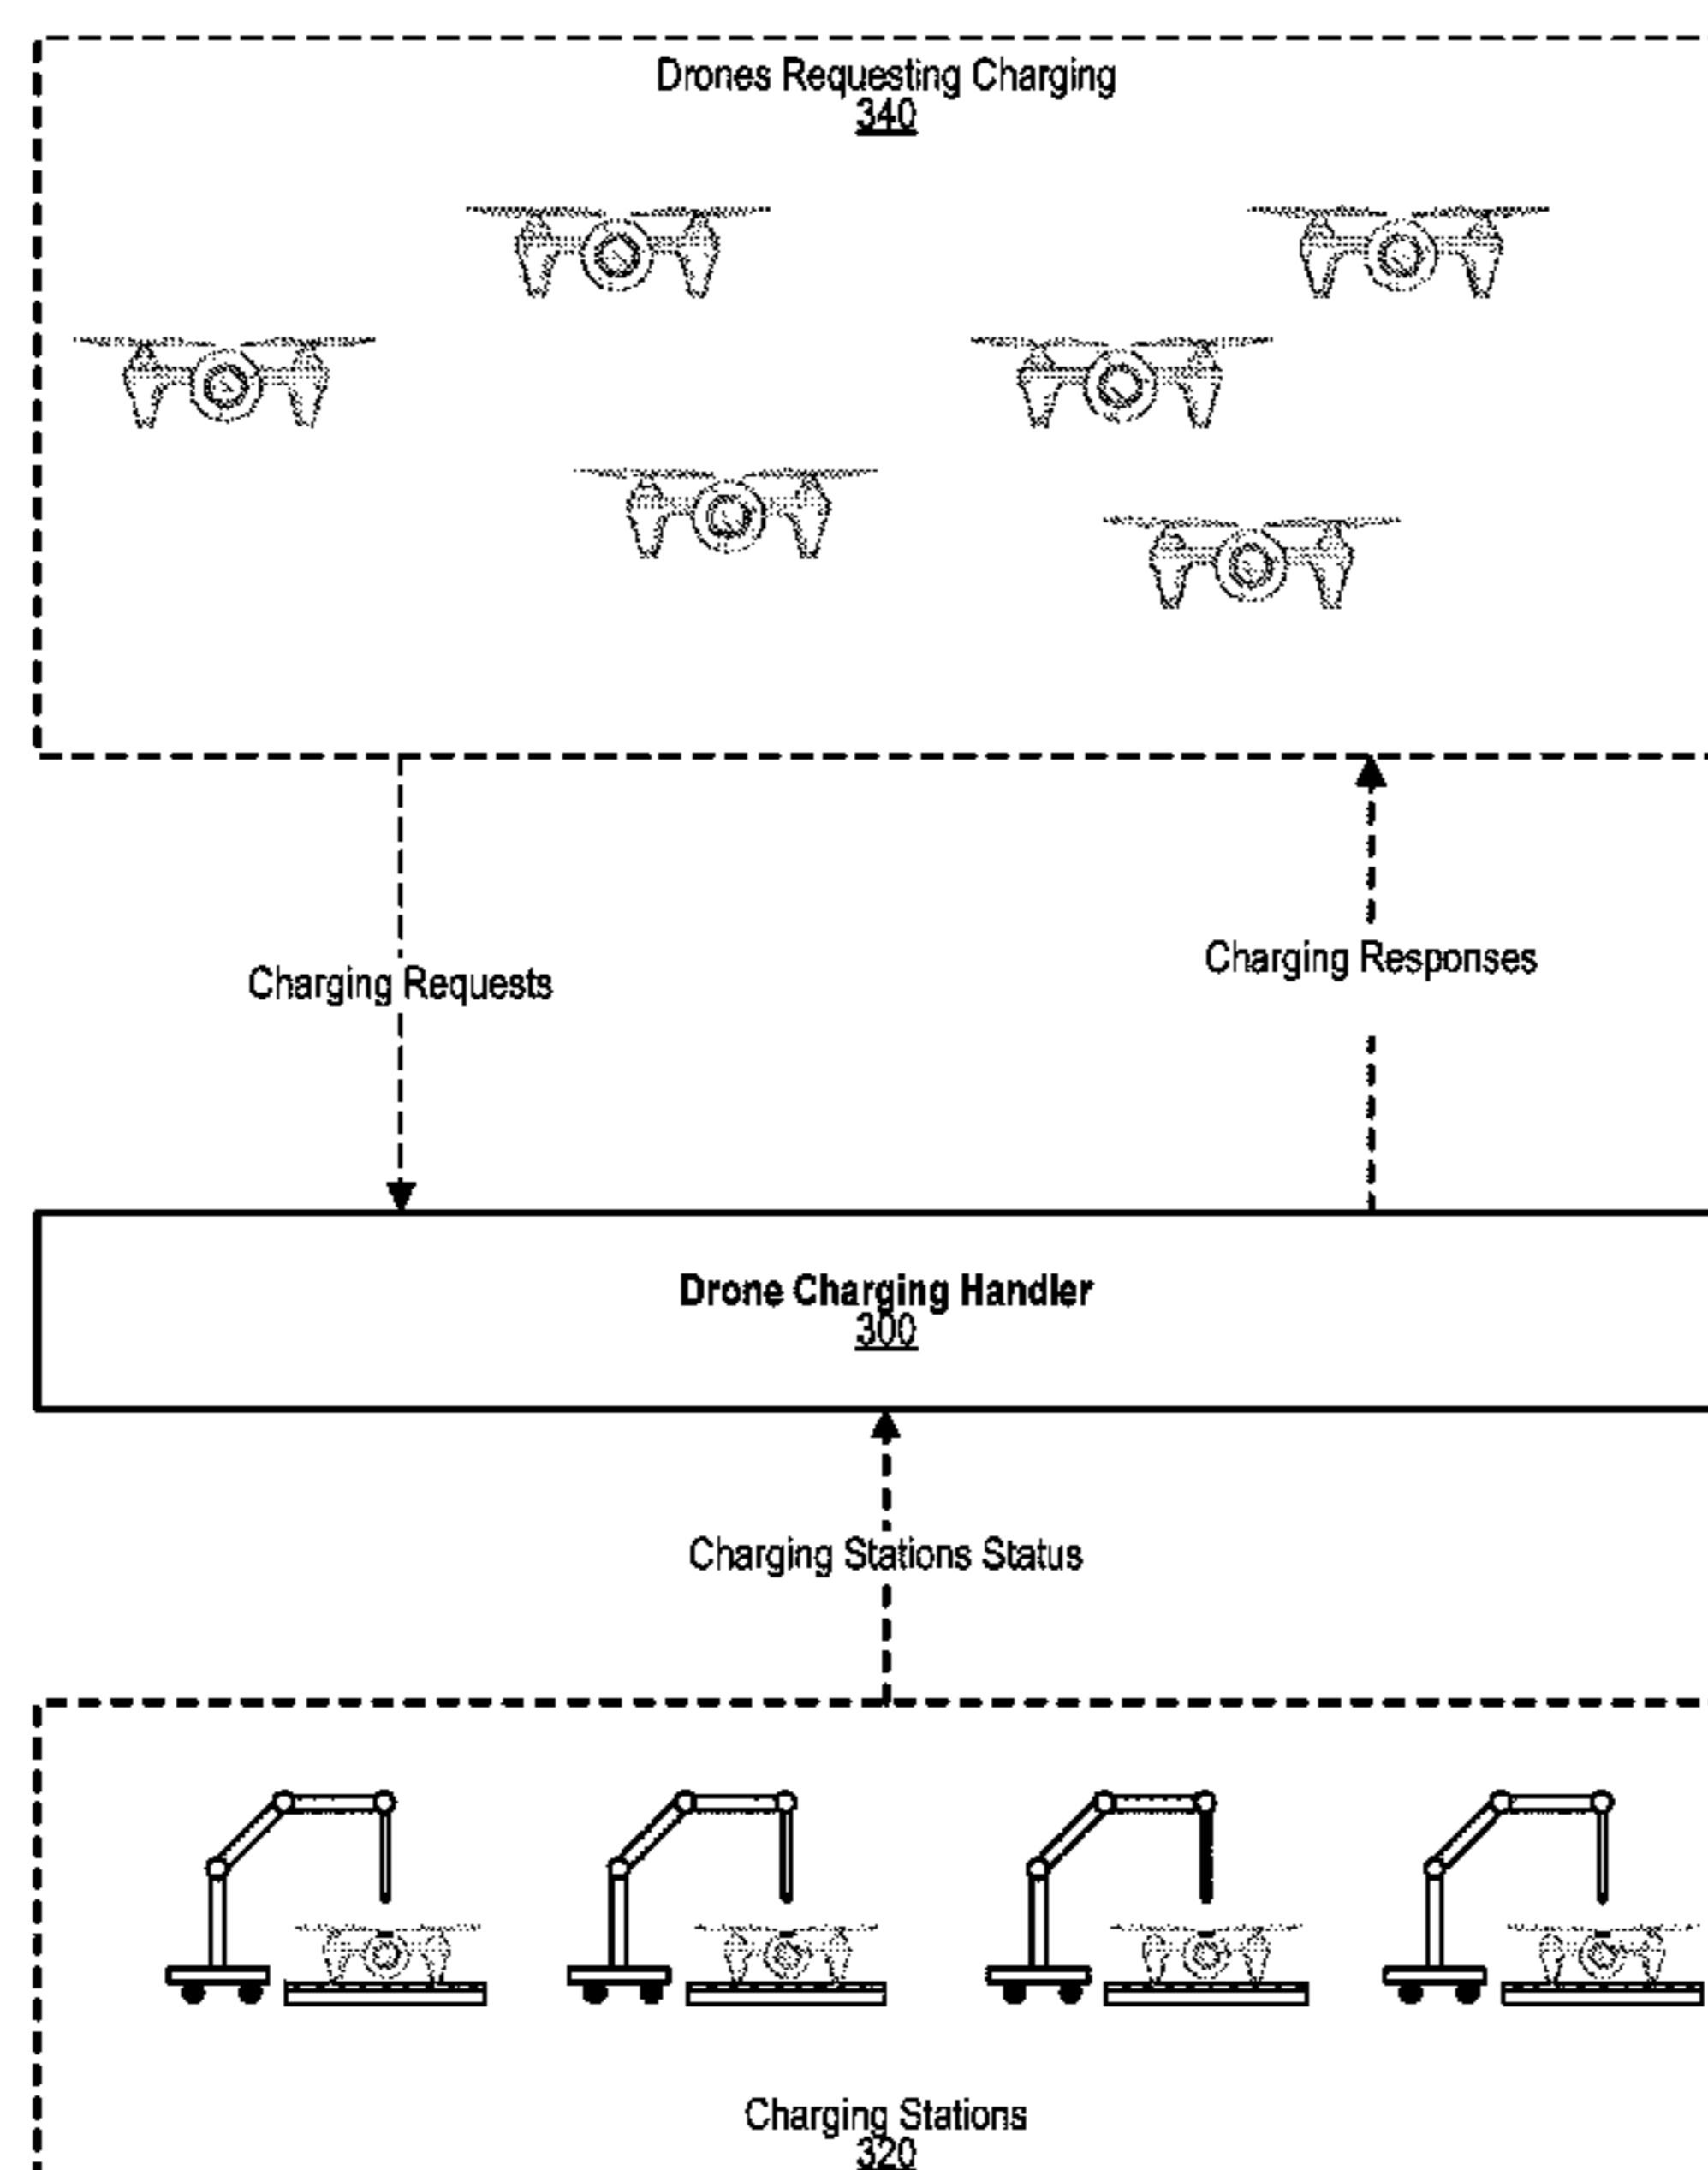 Drones Requesting Charging
340
Charging Requests
Charging Responses
Drone Charging Handler
300
Charging Stations Status
Charging Stations
320